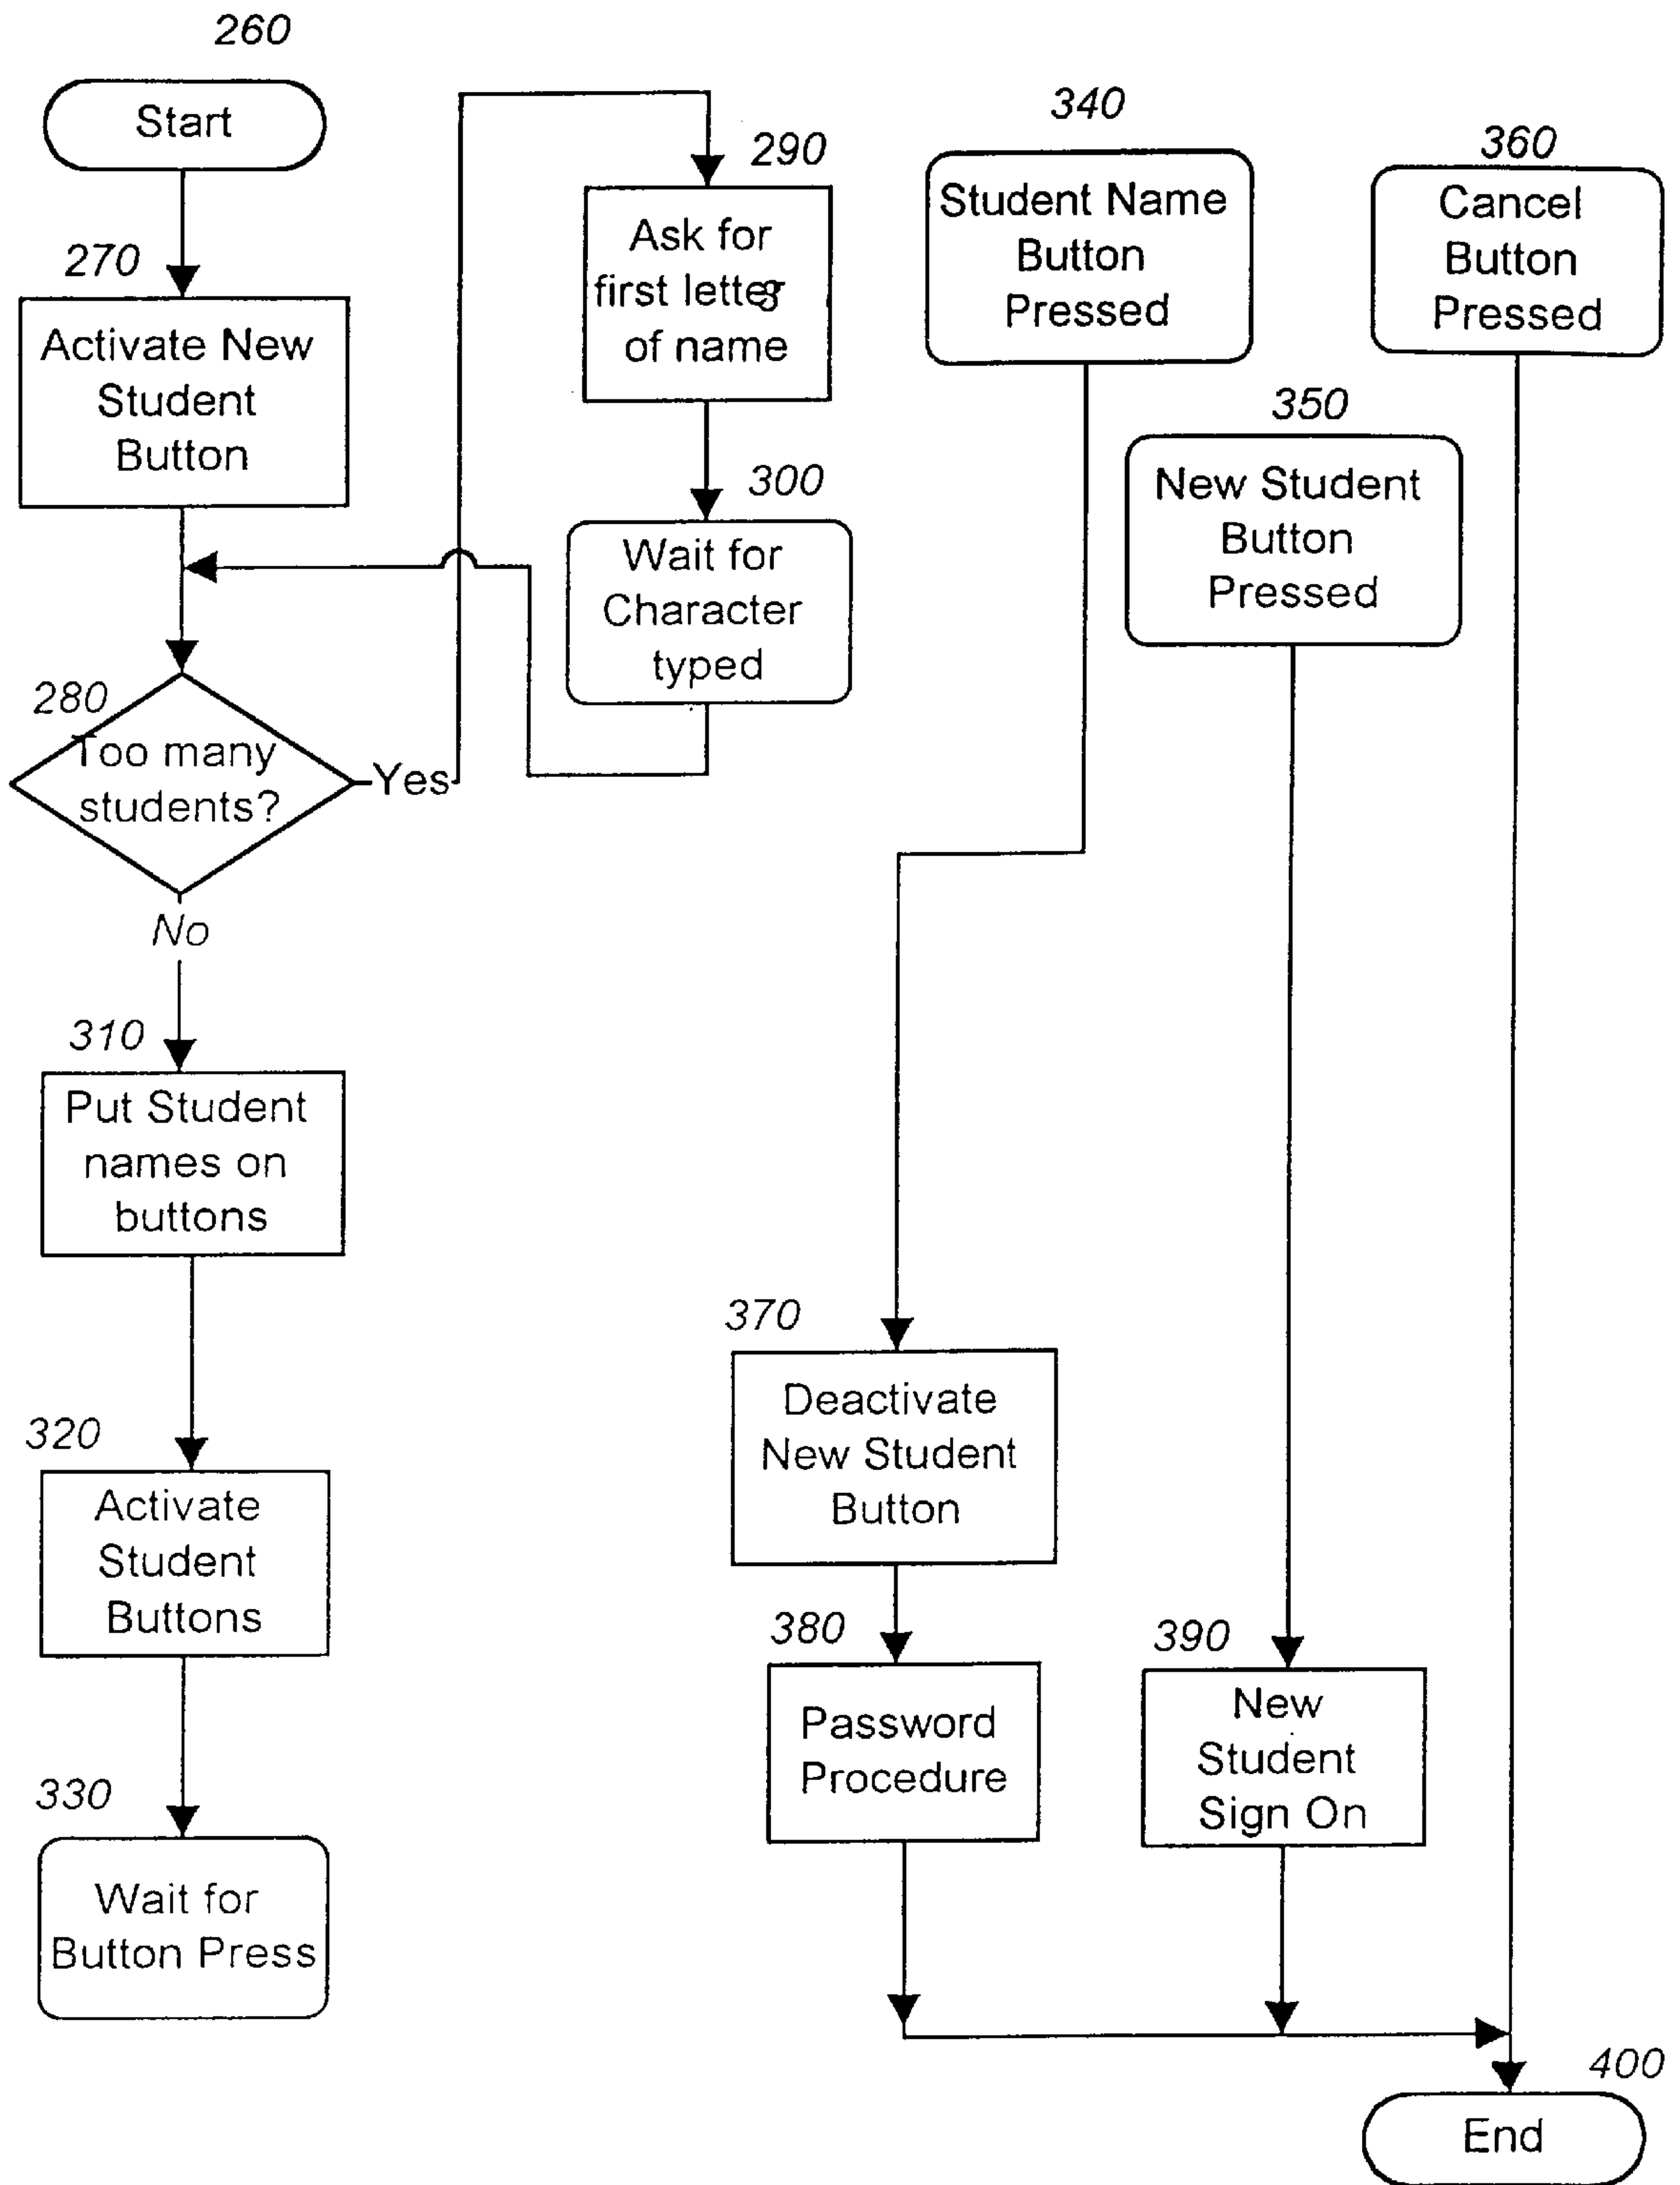 260
Start
270
Activate New
Student
Button
280
Too many
students?
Yes
No
290
Ask for
first letter
of name
300
Wait for
Character
typed
310
Put Student
names on
buttons
320
Activate
Student
Buttons
330
Wait for
Button Press
340
Student Name
Button
Pressed
350
New Student
Button
Pressed
360
Cancel
Button
Pressed
370
Deactivate
New Student
Button
380
Password
Procedure
390
New
Student
Sign On
400
End